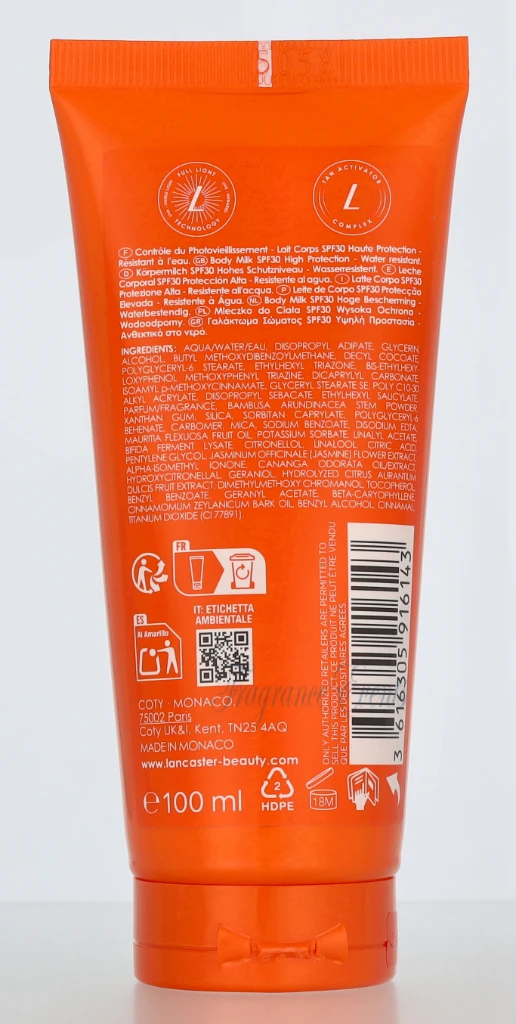 FULL LIGHT
TECHNOLOGY
TAN ACTIVATOR
L
COMPLEX
F Contrôle du Photovieillissement - Lait Corps SPF30 Haute Protection -
Résistant à l'eau. GB Body Milk SPF30 High Protection - Water resistant.
D Körpermilch SPF30 Hohes Schutzniveau - Wasserresistent. E Leche
Corporal SPF30 Protección Alta - Resistente al agua. I Latte Corpo SPF30
Protezione Alta - Resistente all'acqua. P Leite de Corpo SPF30 Protecção
Elevada - Resistente à Água. NL Body Milk SPF30 Hoge Bescherming -
Waterbestendig. PL Mleczko do Ciała SPF30 Wysoka Ochrona -
Wodoodporny. GR Γαλάκτωμα Σώματος SPF30 Υψηλή Προστασία -
Ανθεκτικό στο νερό.
INGREDIENTS: AQUA/WATER/EAU, DIISOPROPYL ADIPATE, GLYCERIN,
ALCOHOL, BUTYL METHOXYDIBENZOYLMETHANE, DECYL COCOATE,
POLYGLYCERYL-6 STEARATE, ETHYLHEXYL TRIAZONE, BIS-ETHYLHEXY-
LOXYPHENOL METHOXYPHENYL TRIAZINE, DICAPRYLYL CARBONATE,
ISOAMYL p-METHOXYCINNAMATE, GLYCERYL STEARATE SE, POLY C10-30
ALKYL ACRYLATE, DIISOPROPYL SEBACATE, ETHYLHEXYL SALICYLATE,
PARFUM/FRAGRANCE, BAMBUSA ARUNDINACEA STEM POWDER,
XANTHAN GUM, SILICA, SORBITAN CAPRYLATE, POLYGLYCERYL-6
BEHENATE, CARBOMER, MICA, SODIUM BENZOATE, DISODIUM EDTA,
MAURITIA FLEXUOSA FRUIT OIL, POTASSIUM SORBATE, LINALYL ACETATE,
BIFIDA FERMENT LYSATE, CITRONELLOL, LINALOOL, CITRIC ACID,
PENTYLENE GLYCOL, JASMINUM OFFICINALE (JASMINE) FLOWER EXTRACT,
ALPHA-ISOMETHYL IONONE, CANANGA ODORATA OIL/EXTRACT,
HYDROXYCITRONELLAL, GERANIOL, HYDROLYZED CITRUS AURANTIUM
DULCIS FRUIT EXTRACT, DIMETHYLMETHOXY CHROMANOL, TOCOPHEROL,
BENZYL BENZOATE, GERANYL ACETATE, BETA-CARYOPHYLLENE,
CINNAMOMUM ZEYLANICUM BARK OIL, BENZYL ALCOHOL, CINNAMAL,
TITANIUM DIOXIDE (CI 77891).
FR
IT: ETICHETTA
AMBIENTALE
ES
Al Amarillo
COTY · MONACO
75002 Paris
Coty UK&I, Kent, TN25 4AQ
MADE IN MONACO
www.lancaster-beauty.com
e100 ml
2
HDPE
18M
ONLY AUTHORIZED RETAILERS ARE PERMITTED TO
SELL THIS PRODUCT. CE PRODUIT NE PEUT ÊTRE VENDU
QUE PAR LES DÉPOSITAIRES AGRÉÉS
3 616305 916143